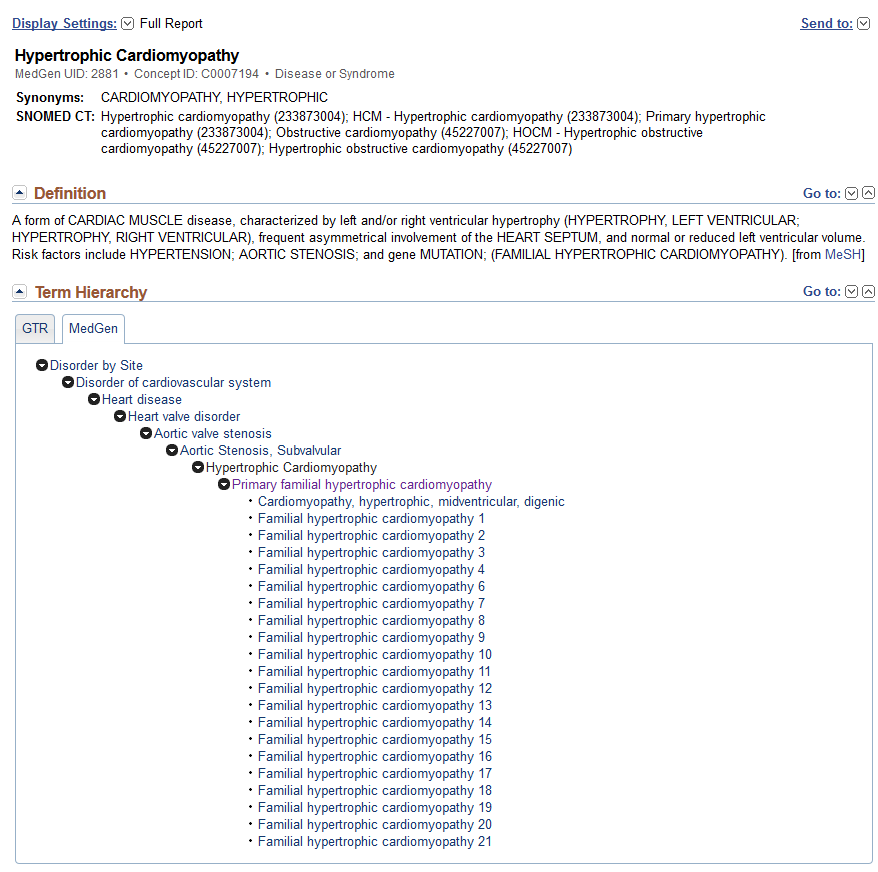 Display Settings: Full Report Send to:
Hypertrophic Cardiomyopathy
MedGen UID: 2881 • Concept ID: C0007194 • Disease or Syndrome
Synonyms: CARDIOMYOPATHY, HYPERTROPHIC
SNOMED CT: Hypertrophic cardiomyopathy (233873004); HCM - Hypertrophic cardiomyopathy (233873004); Primary hypertrophic
cardiomyopathy (233873004); Obstructive cardiomyopathy (45227007); HOCM - Hypertrophic obstructive
cardiomyopathy (45227007); Hypertrophic obstructive cardiomyopathy (45227007)
Definition Go to:
A form of CARDIAC MUSCLE disease, characterized by left and/or right ventricular hypertrophy (HYPERTROPHY, LEFT VENTRICULAR;
HYPERTROPHY, RIGHT VENTRICULAR), frequent asymmetrical involvement of the HEART SEPTUM, and normal or reduced left ventricular volume.
Risk factors include HYPERTENSION; AORTIC STENOSIS; and gene MUTATION; (FAMILIAL HYPERTROPHIC CARDIOMYOPATHY). [from MeSH]
Term Hierarchy Go to:
GTR MedGen
Disorder by Site
Disorder of cardiovascular system
Heart disease
Heart valve disorder
Aortic valve stenosis
Aortic Stenosis, Subvalvular
Hypertrophic Cardiomyopathy
Primary familial hypertrophic cardiomyopathy
• Cardiomyopathy, hypertrophic, midventricular, digenic
• Familial hypertrophic cardiomyopathy 1
• Familial hypertrophic cardiomyopathy 2
• Familial hypertrophic cardiomyopathy 3
• Familial hypertrophic cardiomyopathy 4
• Familial hypertrophic cardiomyopathy 6
• Familial hypertrophic cardiomyopathy 7
• Familial hypertrophic cardiomyopathy 8
• Familial hypertrophic cardiomyopathy 9
• Familial hypertrophic cardiomyopathy 10
• Familial hypertrophic cardiomyopathy 11
• Familial hypertrophic cardiomyopathy 12
• Familial hypertrophic cardiomyopathy 13
• Familial hypertrophic cardiomyopathy 14
• Familial hypertrophic cardiomyopathy 15
• Familial hypertrophic cardiomyopathy 16
• Familial hypertrophic cardiomyopathy 17
• Familial hypertrophic cardiomyopathy 18
• Familial hypertrophic cardiomyopathy 19
• Familial hypertrophic cardiomyopathy 20
• Familial hypertrophic cardiomyopathy 21